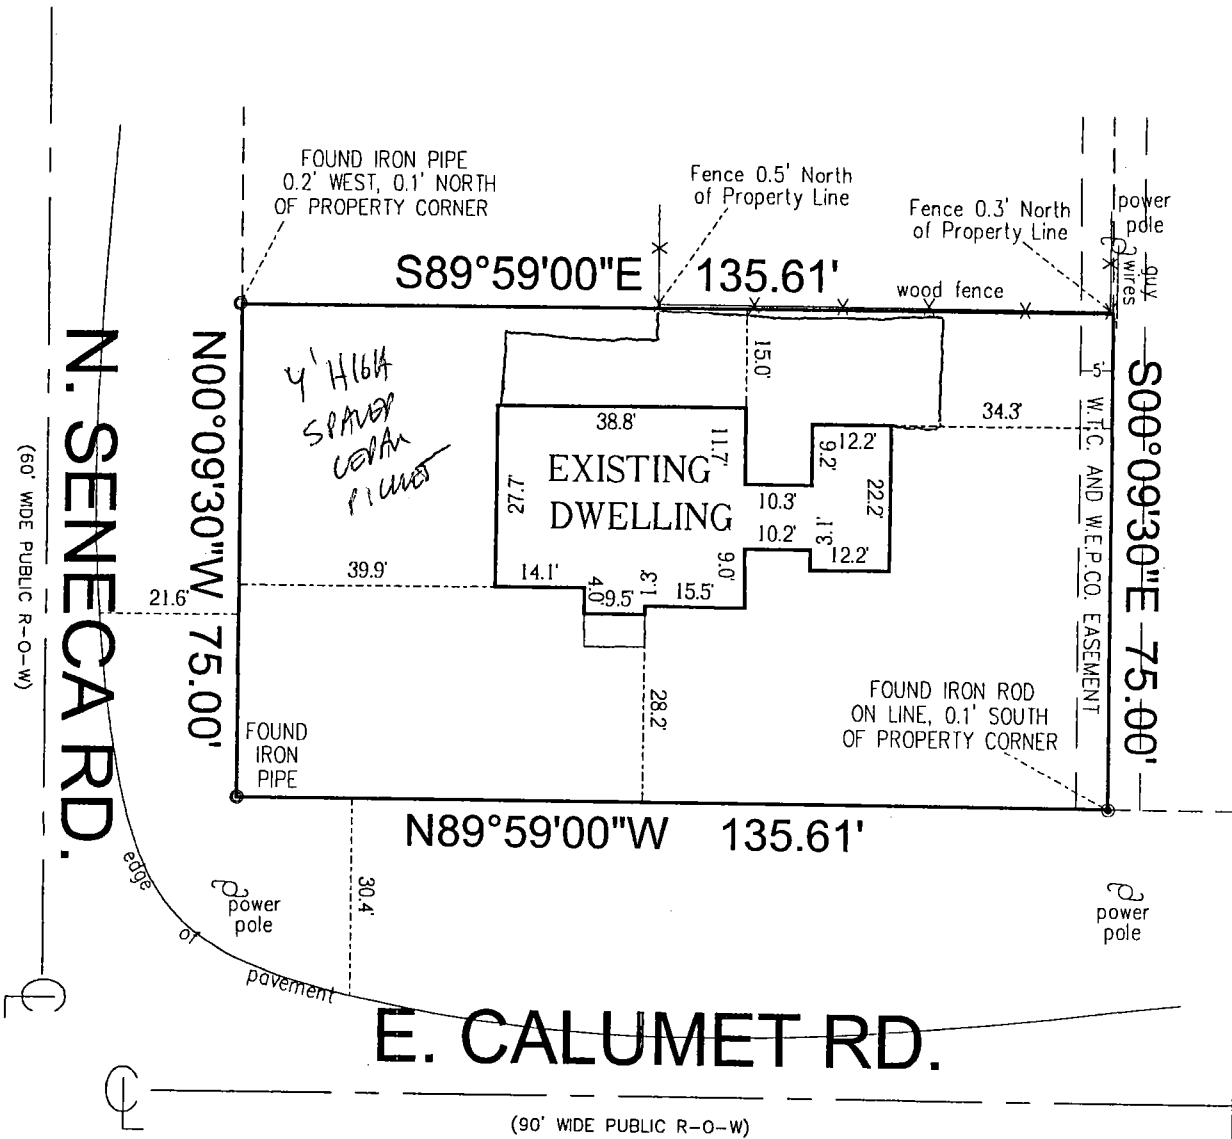 FOUND IRON PIPE
0.2' WEST, 0.1' NORTH
OF PROPERTY CORNER
Fence 0.5' North
of Property Line
Fence 0.3' North
of Property Line
power
pole
guy
wires
S89°59'00"E 135.61'
wood fence
N. SENECA RD.
(60' WIDE PUBLIC R-O-W)
N00°09'30"W 75.00'
4' HIGH
SPACED
CEDAR
PICKET
15.0'
34.3'
5'
W.T.C. AND W.E.P.CO. EASEMENT
S00°09'30"E 75.00'
38.8'
11.7'
12.2'
9.2'
22.2'
EXISTING
DWELLING
27.7'
10.3'
10.2'
3.1'
12.2'
9.0'
39.9'
14.1'
4.0'
9.5'
1.3'
15.5'
21.6'
28.2'
FOUND IRON ROD
ON LINE, 0.1' SOUTH
OF PROPERTY CORNER
FOUND
IRON
PIPE
N89°59'00"W 135.61'
30.4'
edge
of
pavement
power
pole
power
pole
CL
E. CALUMET RD.
CL
(90' WIDE PUBLIC R-O-W)